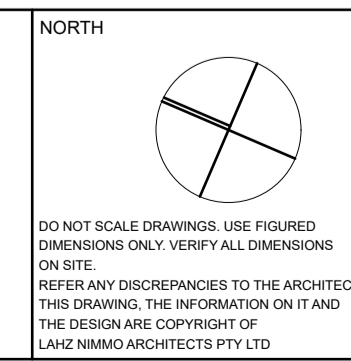 NORTH
DO NOT SCALE DRAWINGS. USE FIGURED
DIMENSIONS ONLY. VERIFY ALL DIMENSIONS
ON SITE.
REFER ANY DISCREPANCIES TO THE ARCHITEC
THIS DRAWING, THE INFORMATION ON IT AND
THE DESIGN ARE COPYRIGHT OF
LAHZ NIMMO ARCHITECTS PTY LTD